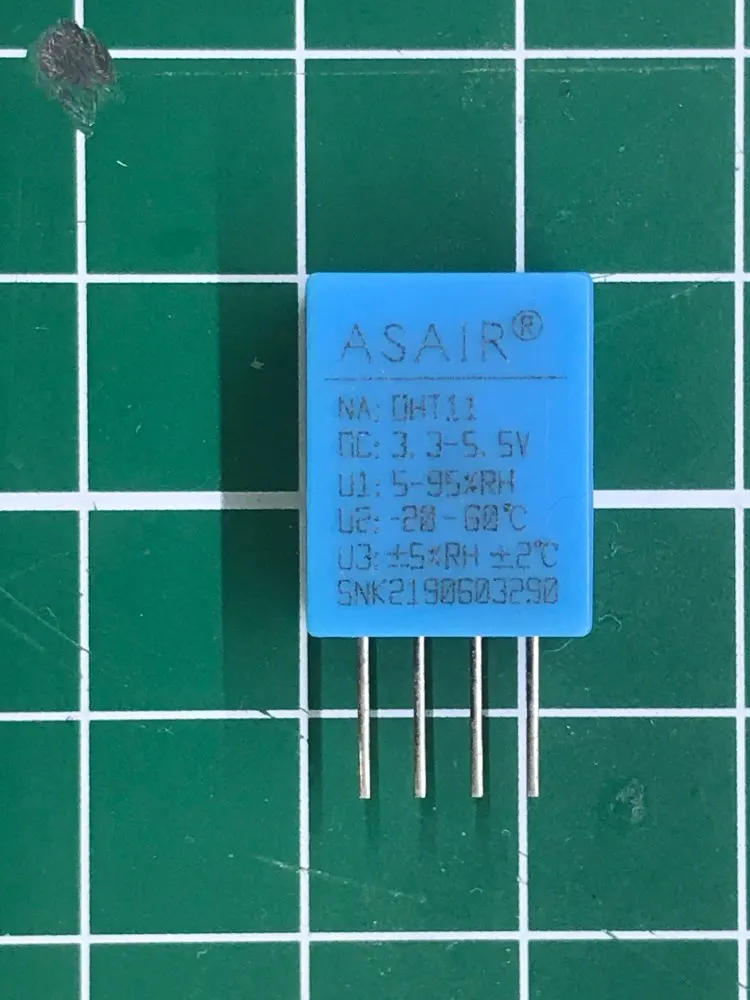 ASAIR®
NA: DHT11
DC: 3.3-5.5V
U1: 5-95%RH
U2: -20-60℃
U3: ±5%RH ±2℃
SNK2190603290